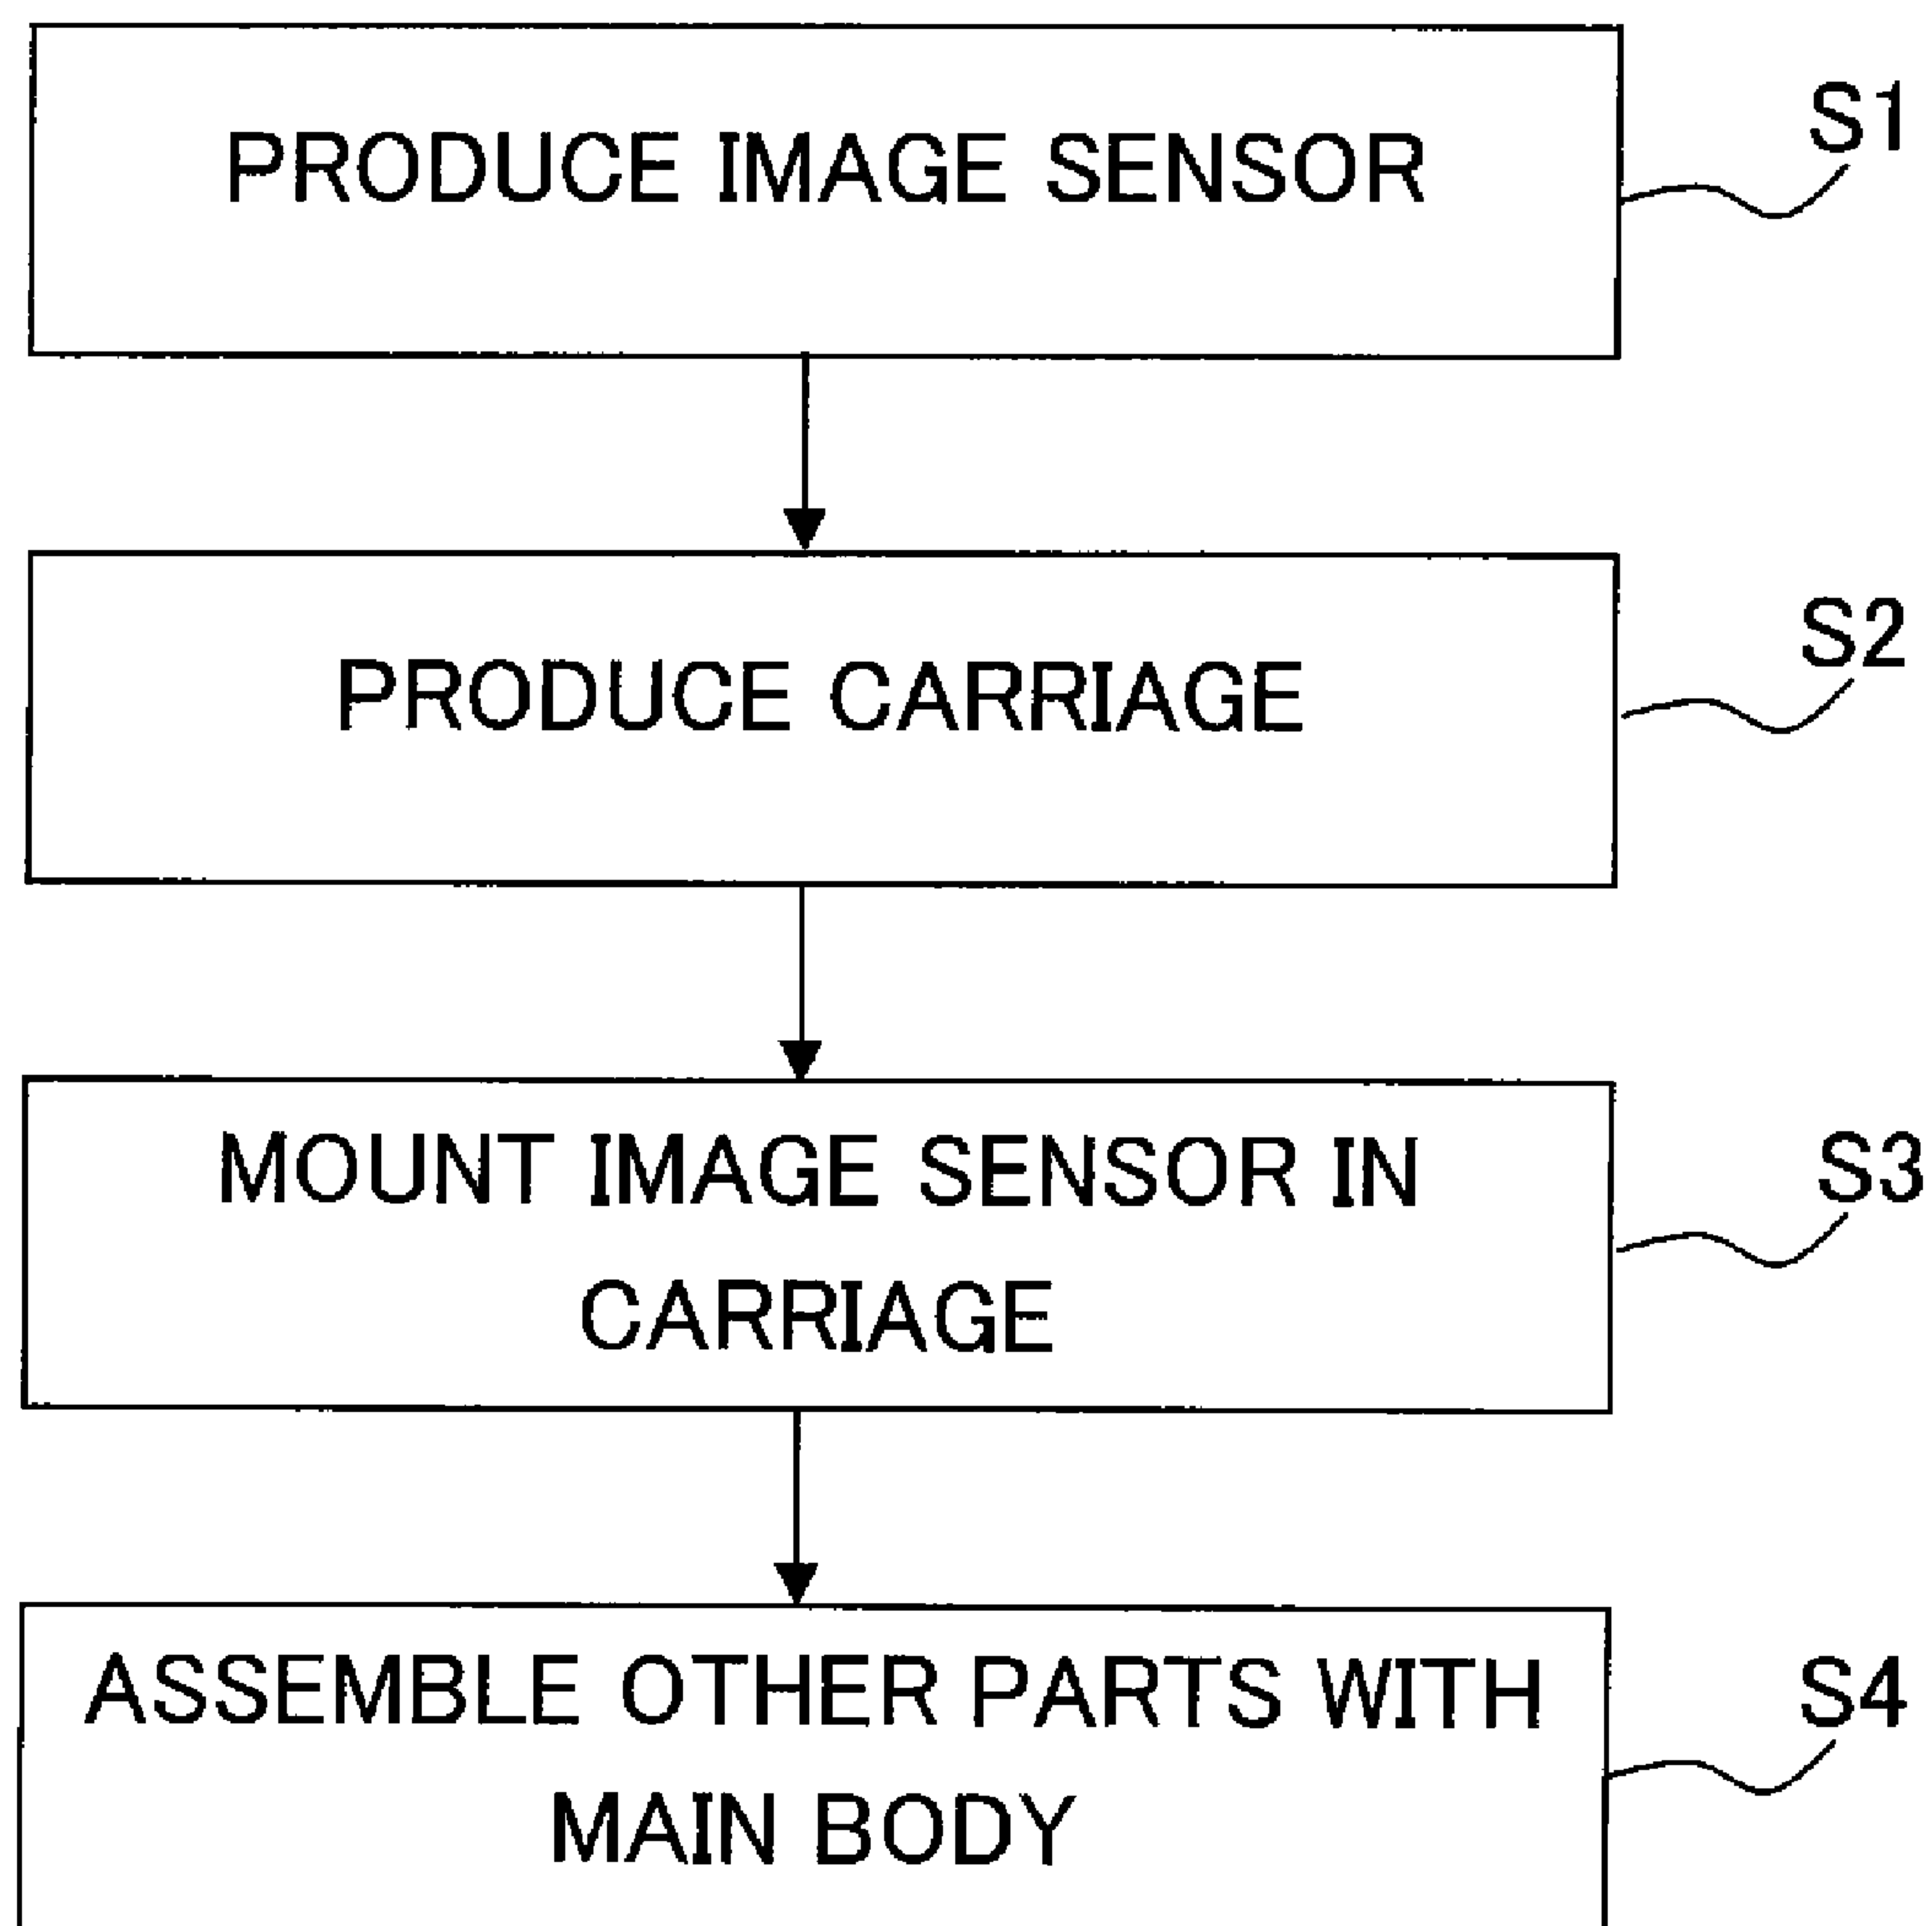 PRODUCE IMAGE SENSOR
S1
PRODUCE CARRIAGE
S2
MOUNT IMAGE SENSOR IN
CARRIAGE
S3
ASSEMBLE OTHER PARTS WITH
MAIN BODY
S4